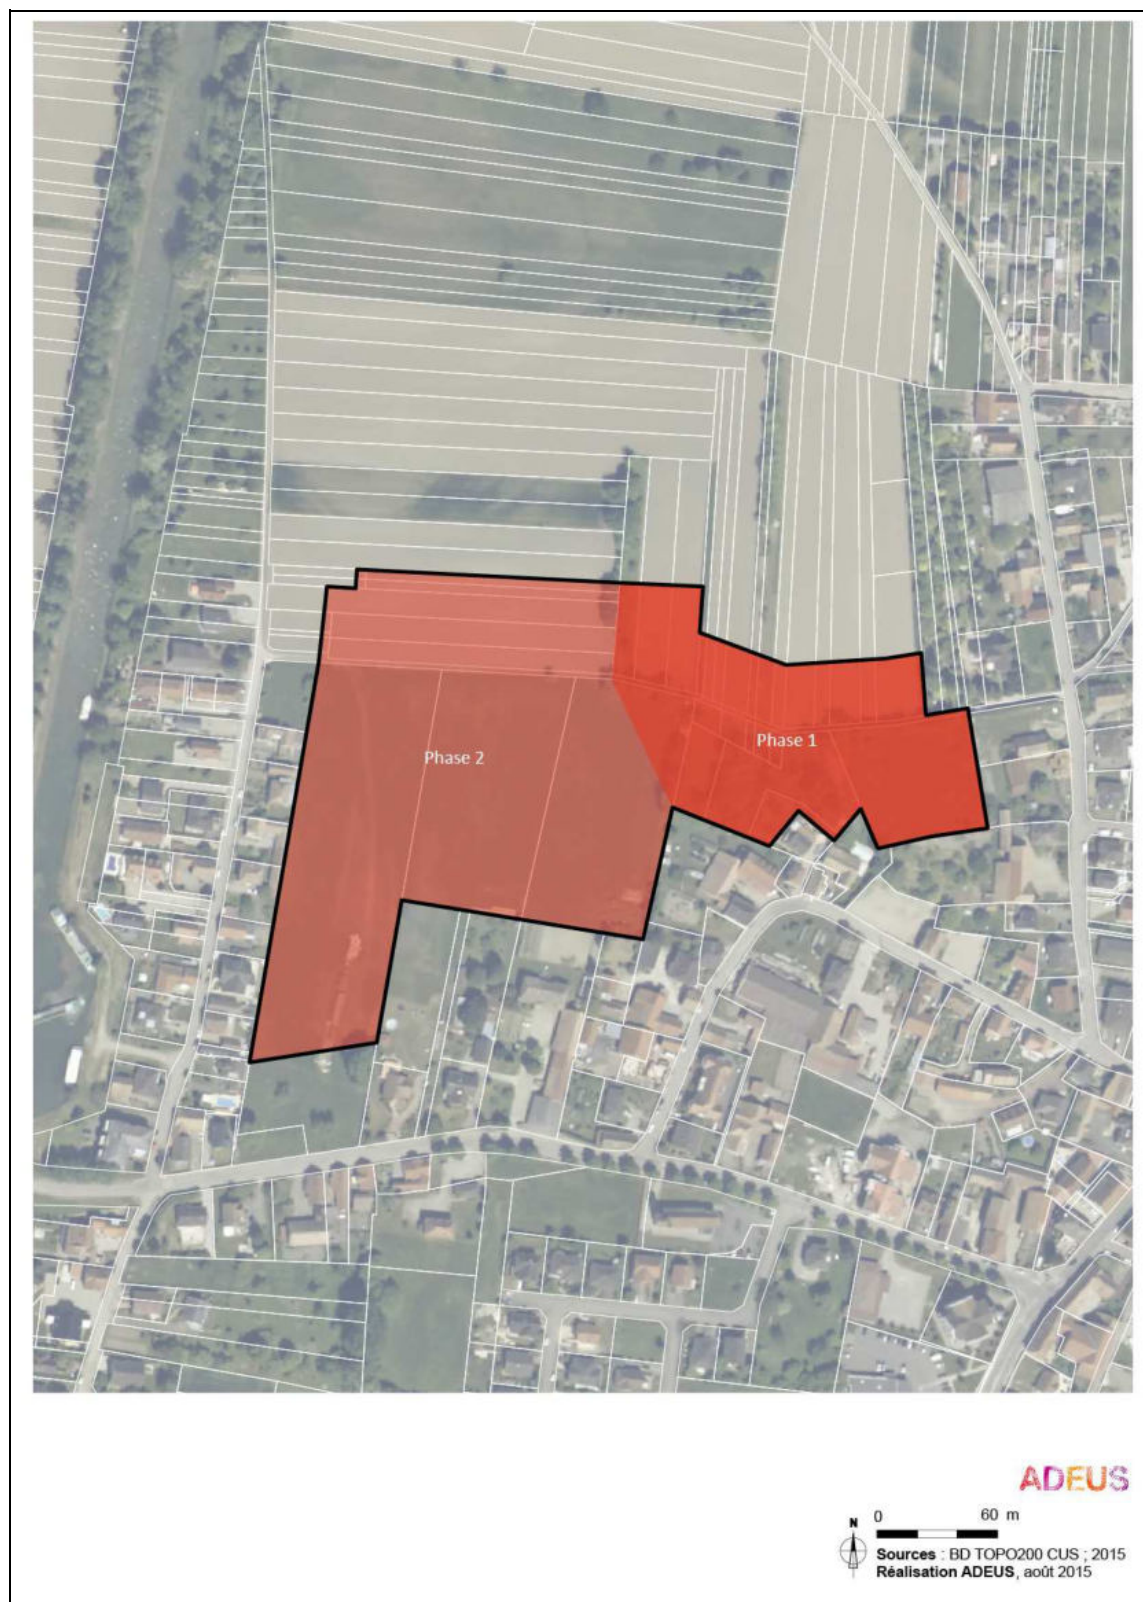 Phase 2
Phase 1
ADEUS
N
0 60 m
Sources : BD TOPO200 CUS ; 2015
Réalisation ADEUS, août 2015